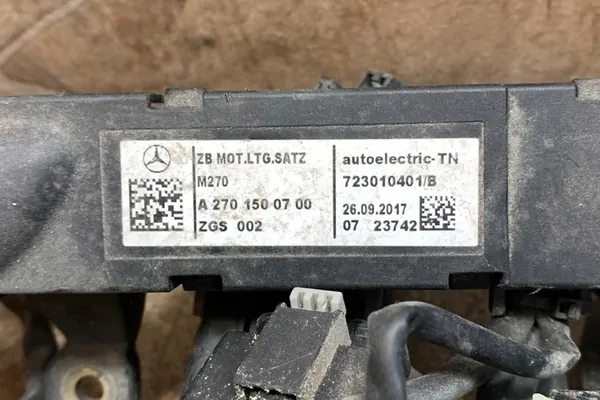 ZB MOT.LTG.SATZ
M270
A 270 150 07 00
ZGS 002
autoelectric-TN
723010401/B
26.09.2017
07 23742